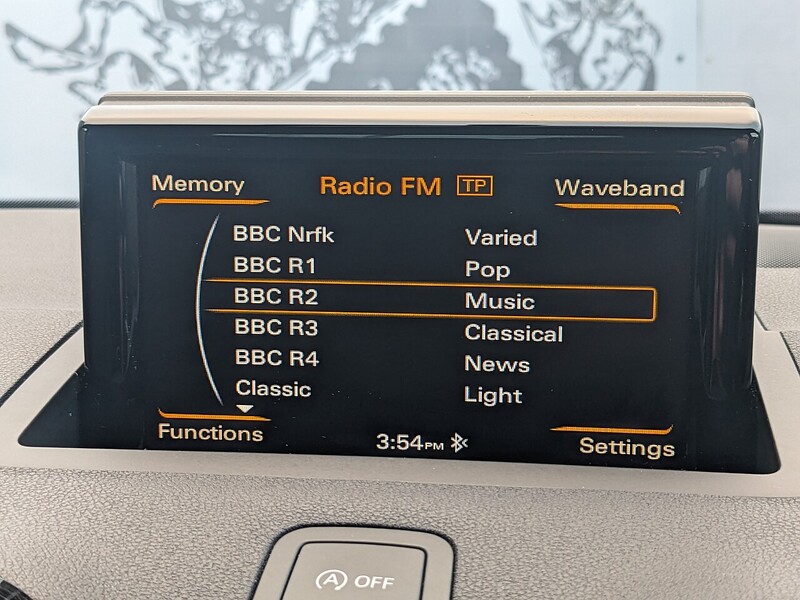 Memory Radio FM TP Waveband
BBC Nrfk Varied
BBC R1 Pop
BBC R2 Music
BBC R3 Classical
BBC R4 News
Classic Light
Functions 3:54PM Settings
A OFF